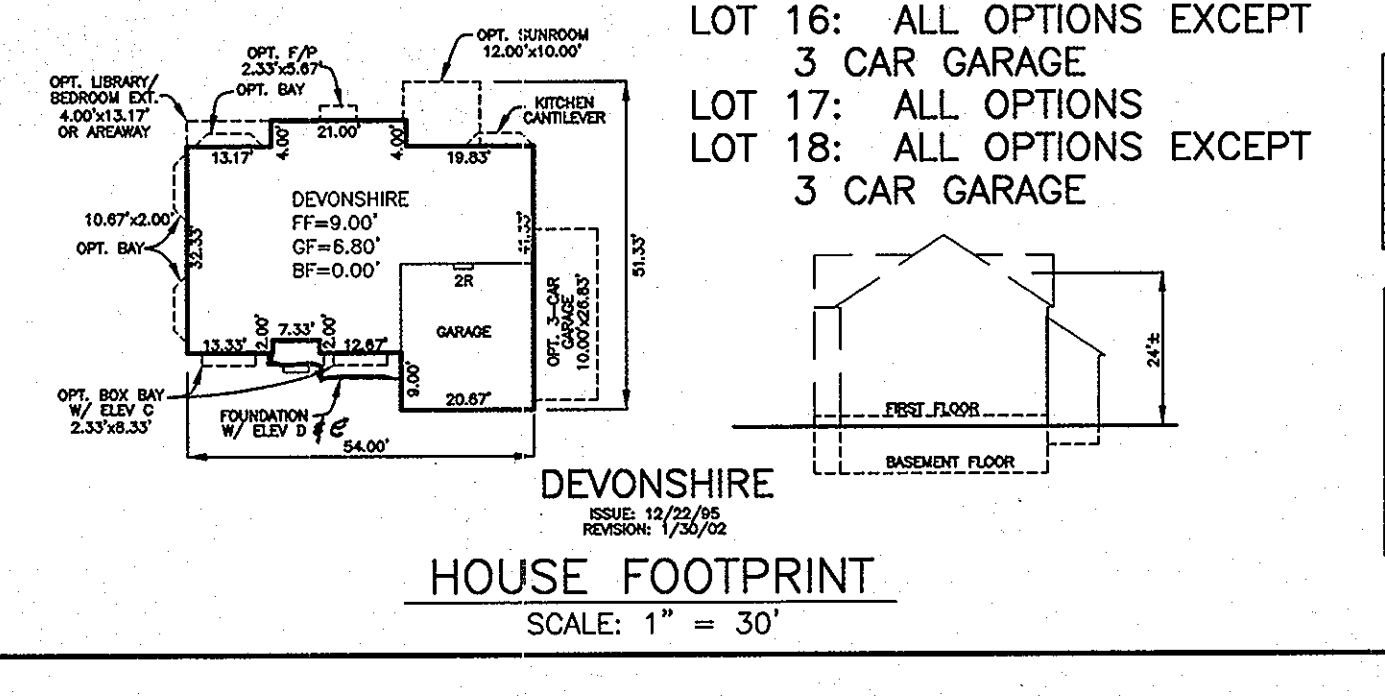 LOT 16: ALL OPTIONS EXCEPT
3 CAR GARAGE
LOT 17: ALL OPTIONS
LOT 18: ALL OPTIONS EXCEPT
3 CAR GARAGE
OPT. SUNROOM
12.00'x10.00'
OPT. F/P
2.33'x5.67'
OPT. LIBRARY/
BEDROOM EXT.
4.00'x13.17'
OR AREAWAY
OPT. BAY
KITCHEN
CANTILEVER
21.00'
4.00'
4.00'
13.17'
19.83'
DEVONSHIRE
FF=9.00'
GF=6.80'
BF=0.00'
10.67'x2.00'
OPT. BAY
32.33'
51.33'
2R
GARAGE
OPT. 3-CAR
GARAGE
10.00'x26.83'
13.33'
2.00'
7.33'
2.00'
12.67'
9.00'
20.67'
OPT. BOX BAY
W/ ELEV C
2.33'x8.33'
FOUNDATION
W/ ELEV D & E
54.00'
24'±
FIRST FLOOR
BASEMENT FLOOR
DEVONSHIRE
ISSUE: 12/22/95
REVISION: 1/30/02
HOUSE FOOTPRINT
SCALE: 1" = 30'